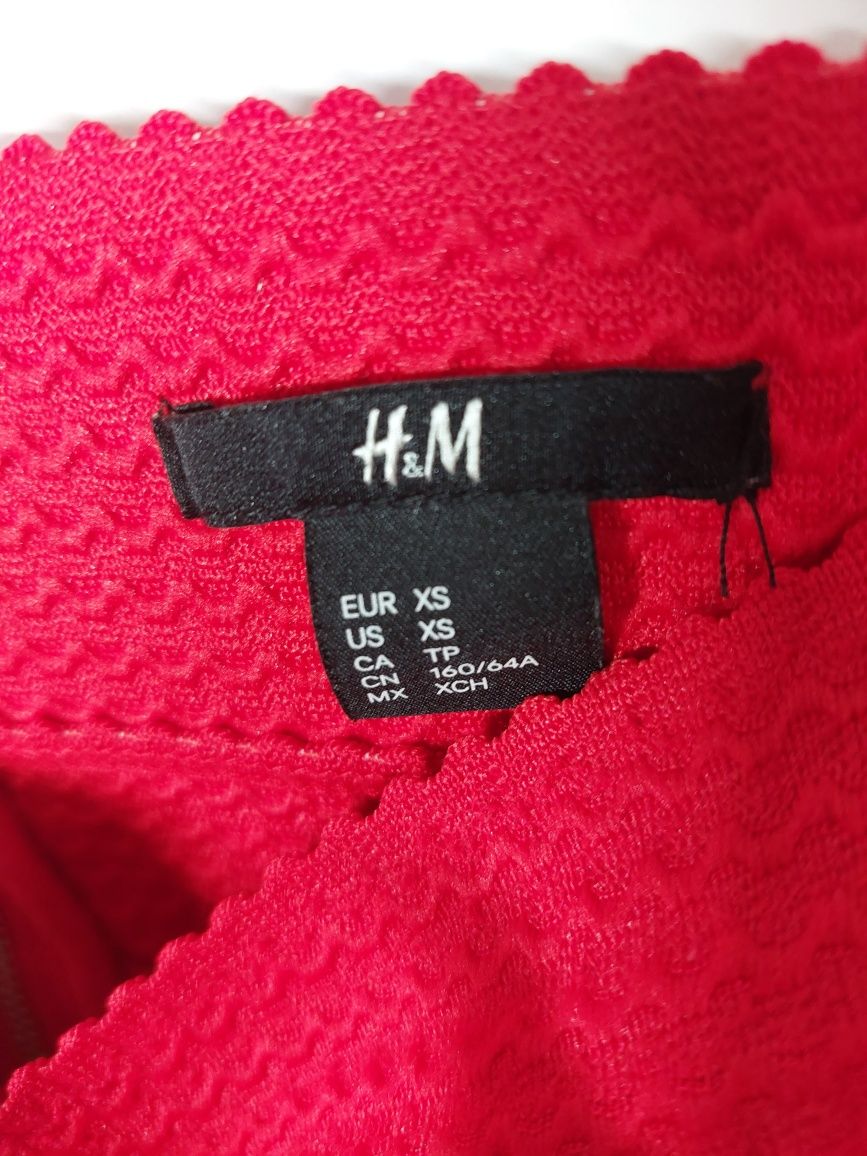 H&M
EUR XS
US XS
CA TP
CN 160/64A
MX XCH